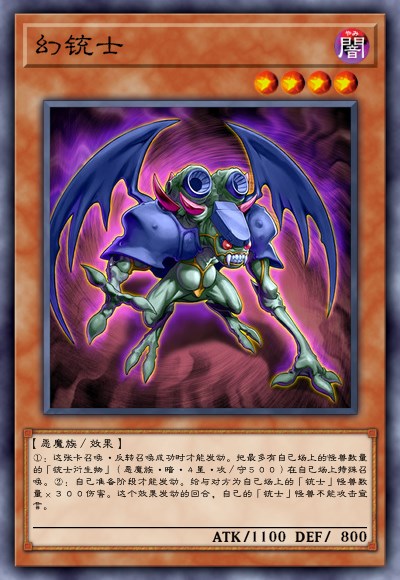 幻铳士
やみ
闇
【恶魔族／效果】
①：这张卡召唤·反转召唤成功时才能发动。把最多有自己场上的怪兽数量
的「铳士衍生物」（恶魔族·暗·4星·攻／守500）在自己场上特殊召
唤。②：自己准备阶段才能发动。给与对方为自己场上的「铳士」怪兽数
量×300伤害。这个效果发动的回合，自己的「铳士」怪兽不能攻击宣
言。
ATK/1100 DEF/ 800